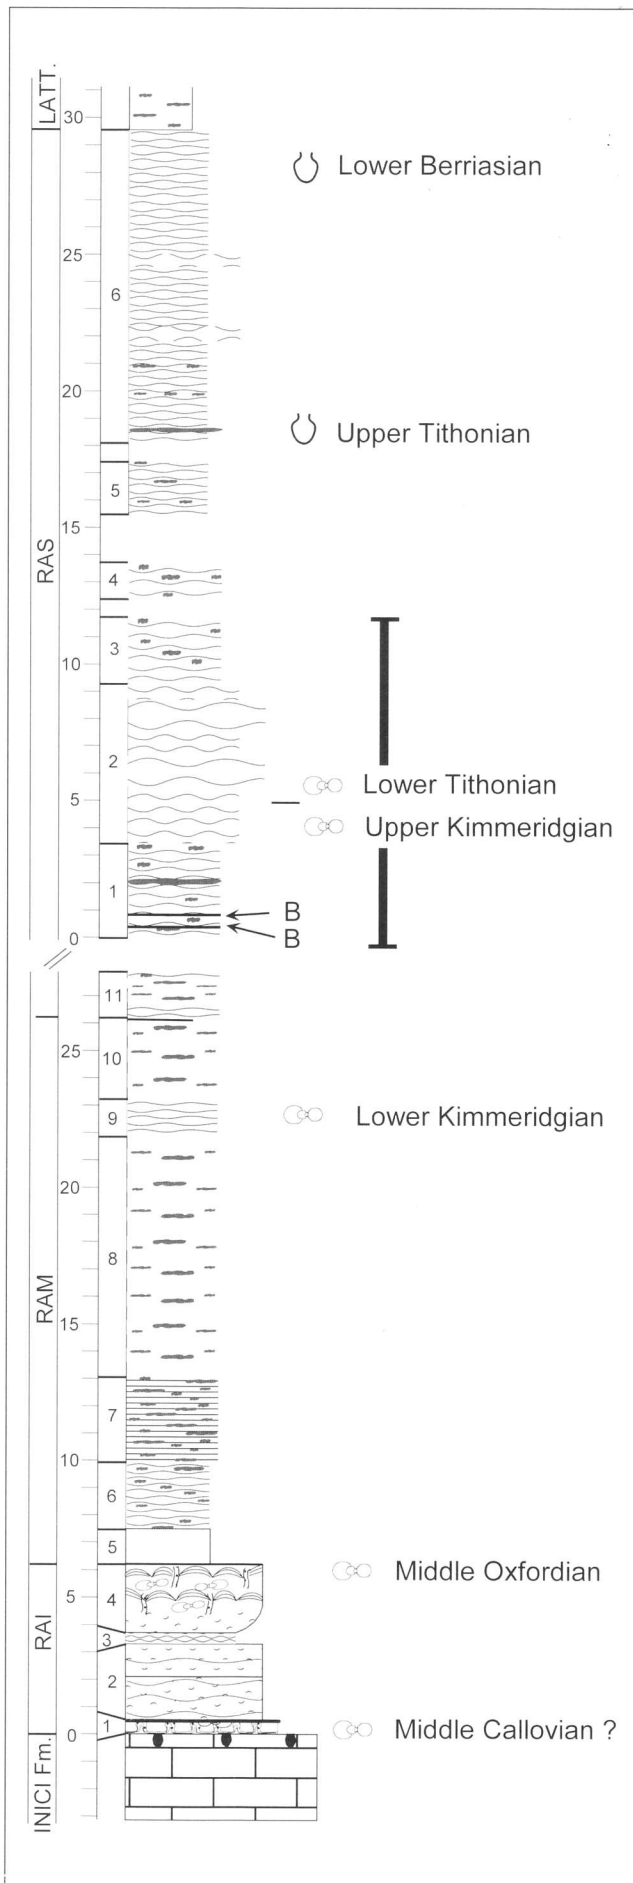 LATT.
30
Lower Berriasian
25
6
20
Upper Tithonian
5
15
RAS
4
3
10
2
Lower Tithonian
5
Upper Kimmeridgian
1
B
B
0
11
25
10
9
Lower Kimmeridgian
20
8
RAM
15
7
10
6
5
Middle Oxfordian
5
4
RAI
3
2
1
0
Middle Callovian ?
INICI Fm.